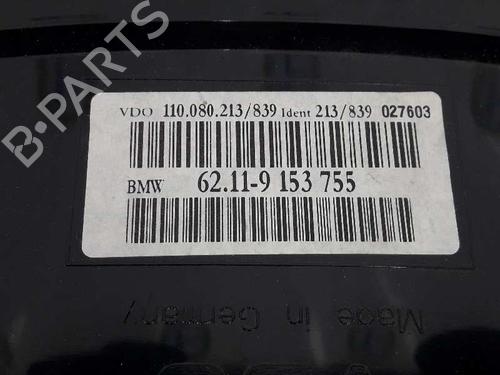 VDO 110.080.213/839 Ident 213/839 027603
BMW 62.11-9 153 755
Made in Germany
B-PARTS